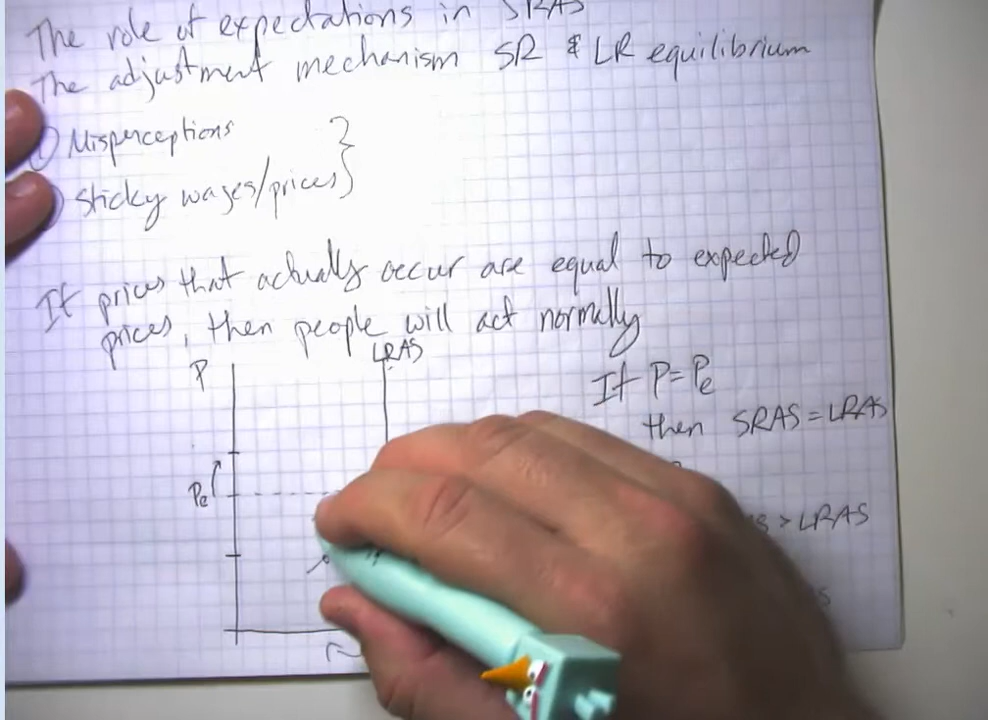 The role of expectations in SRAS
The adjustment mechanism SR & LR equilibrium
① Misperceptions
② Sticky wages/prices
If prices that actually occur are equal to expected
prices, then people will act normally
P
LRAS
If P=Pe
then SRAS = LRAS
Pe
> LRAS